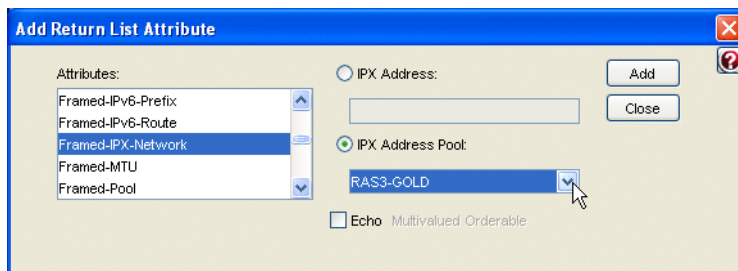 Add Return List Attribute
Attributes:
Framed-IPv6-Prefix
Framed-IPv6-Route
Framed-IPX-Network
Framed-MTU
Framed-Pool
IPX Address:
IPX Address Pool:
RAS3-GOLD
Echo Multivalued Orderable
Add
Close
?